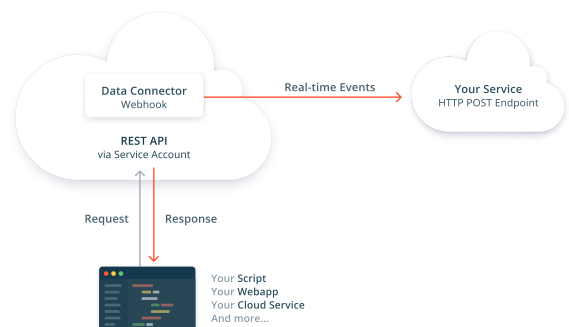 Data Connector
Webhook
Real-time Events
Your Service
HTTP POST Endpoint
REST API
via Service Account
Request
Response
Your Script
Your Webapp
Your Cloud Service
And more...